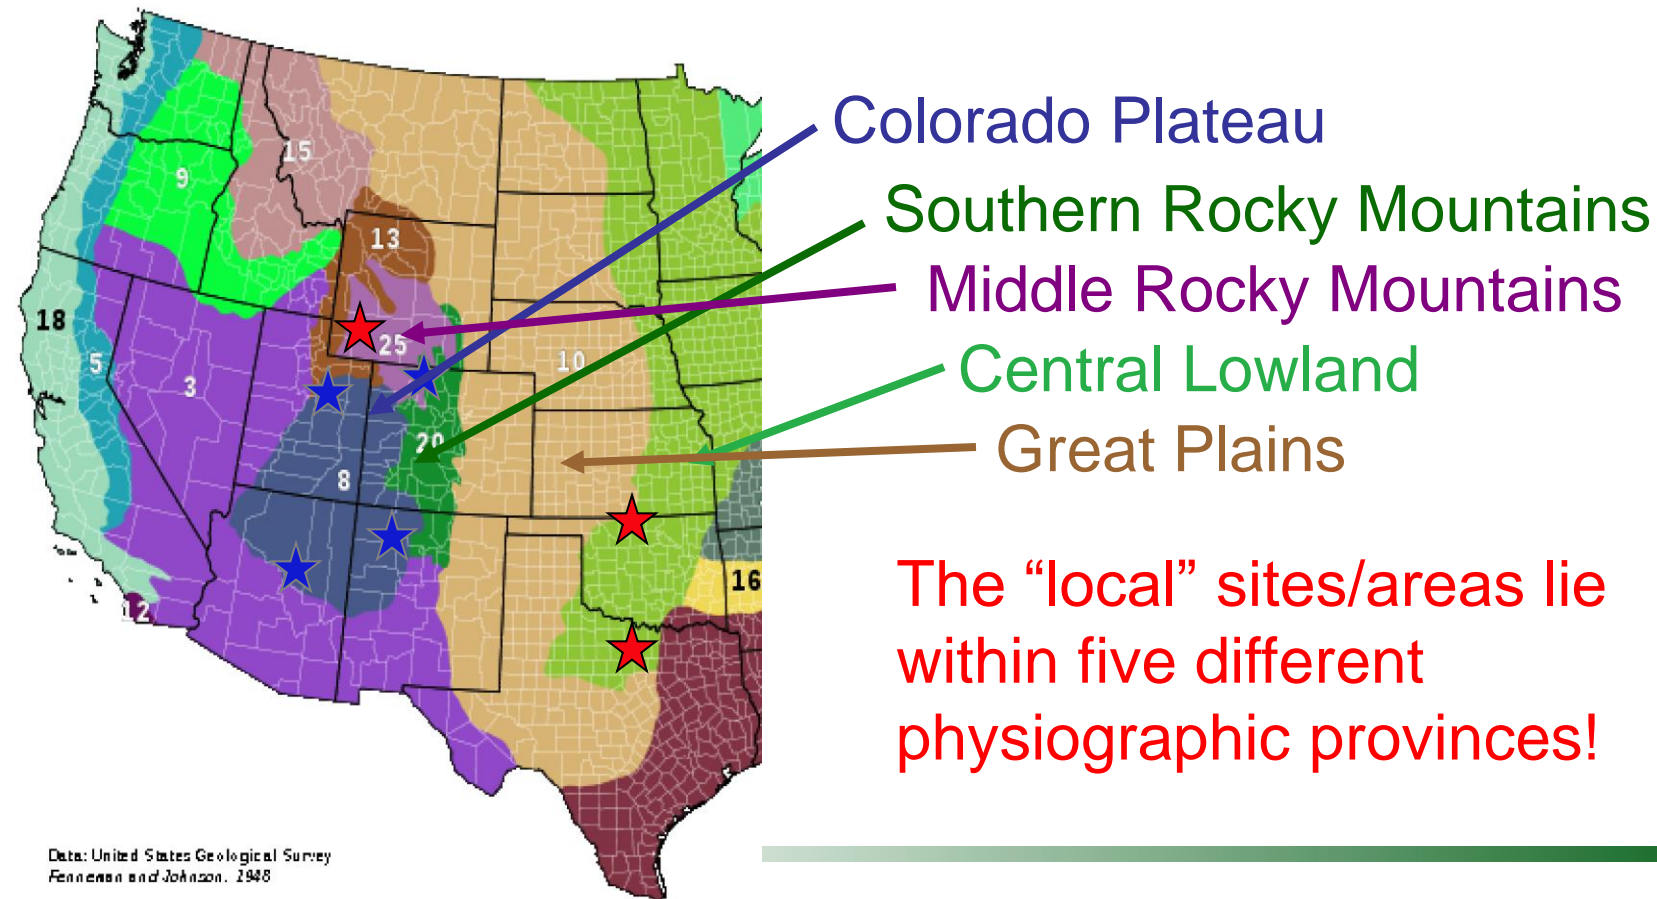 Colorado Plateau
Southern Rocky Mountains
Middle Rocky Mountains
Central Lowland
Great Plains
The “local” sites/areas lie
within five different
physiographic provinces!
15
9
13
18
5
3
25
10
20
8
16
12
Data: United States Geological Survey
Fenneman and Johnson. 1948